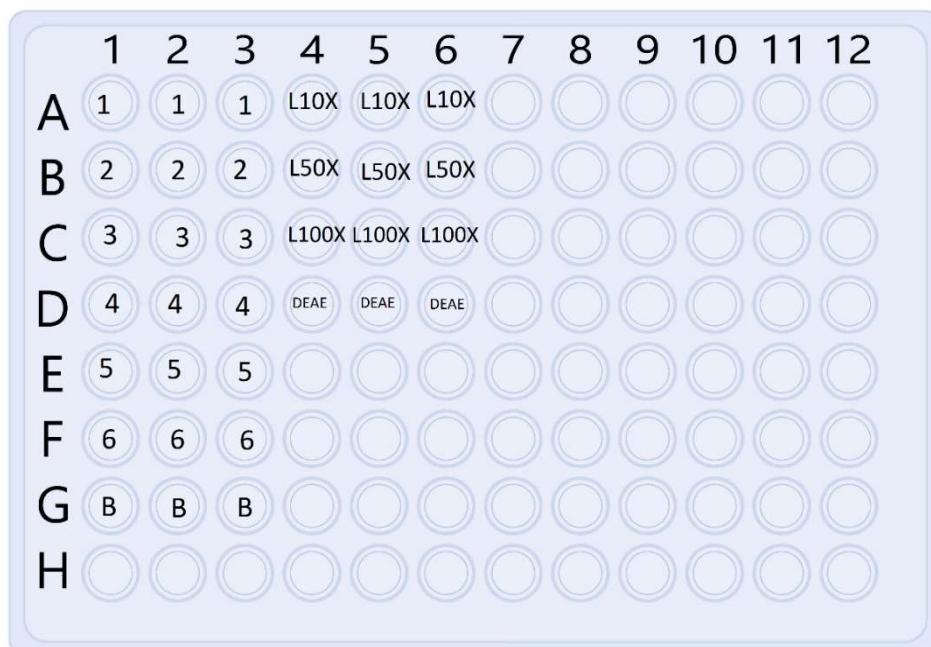 1 2 3 4 5 6 7 8 9 10 11 12
A 1 1 1 L10X L10X L10X
B 2 2 2 L50X L50X L50X
C 3 3 3 L100X L100X L100X
D 4 4 4 DEAE DEAE DEAE
E 5 5 5
F 6 6 6
G B B B
H